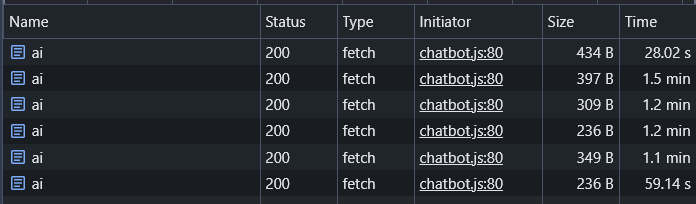 Name Status Type Initiator Size Time
ai 200 fetch chatbot.js:80 434 B 28.02 s
ai 200 fetch chatbot.js:80 397 B 1.5 min
ai 200 fetch chatbot.js:80 309 B 1.2 min
ai 200 fetch chatbot.js:80 236 B 1.2 min
ai 200 fetch chatbot.js:80 349 B 1.1 min
ai 200 fetch chatbot.js:80 236 B 59.14 s